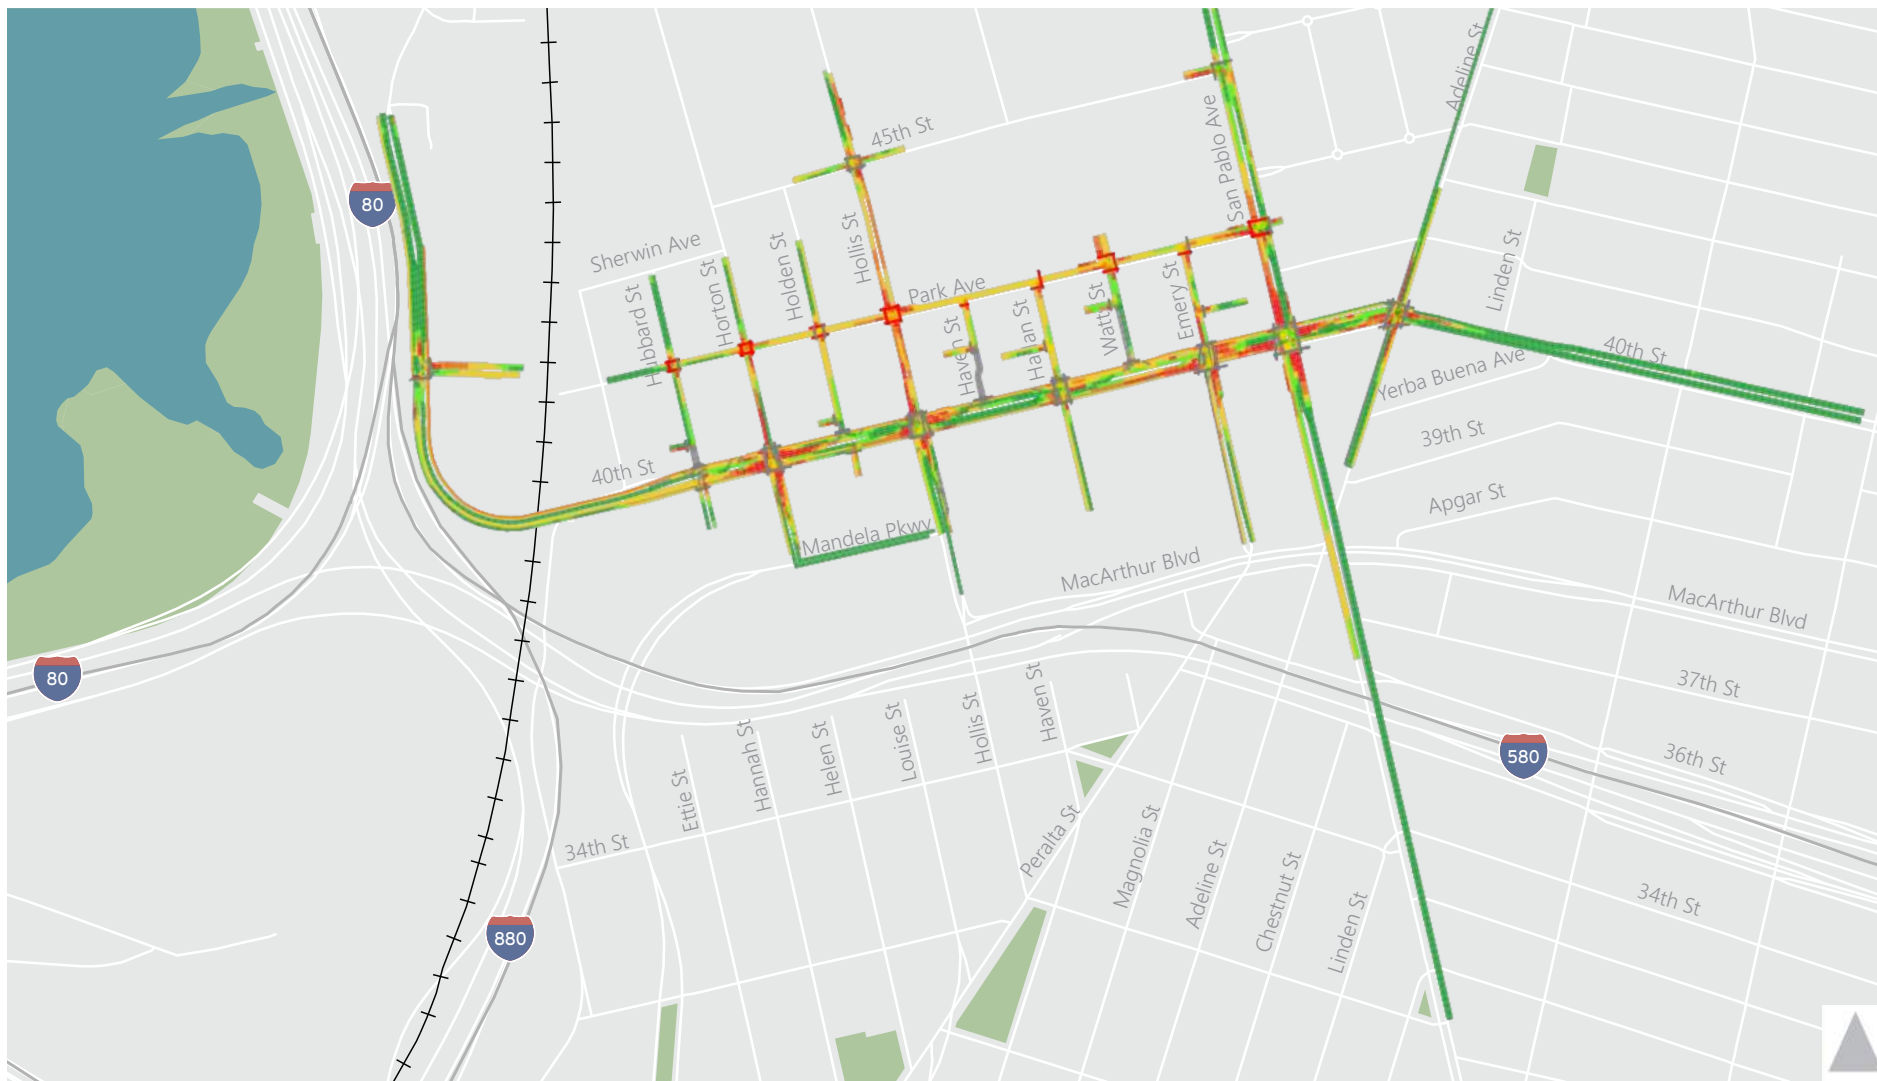 Adeline St
45th St
San Pablo Ave
80
Hollis St
Sherwin Ave
Holden St
Horton St
Linden St
Park Ave
Emery St
Watts St
Hubbard St
Harlan St
Haven St
40th St
Haven St
Harlan St
Yerba Buena Ave
39th St
40th St
Apgar St
Mandela Pkwy
MacArthur Blvd
MacArthur Blvd
80
37th St
Haven St
Hollis St
Louise St
Hannah St
Helen St
580
36th St
Ettie St
34th St
Peralta St
Magnolia St
Adeline St
Chestnut St
Linden St
34th St
880